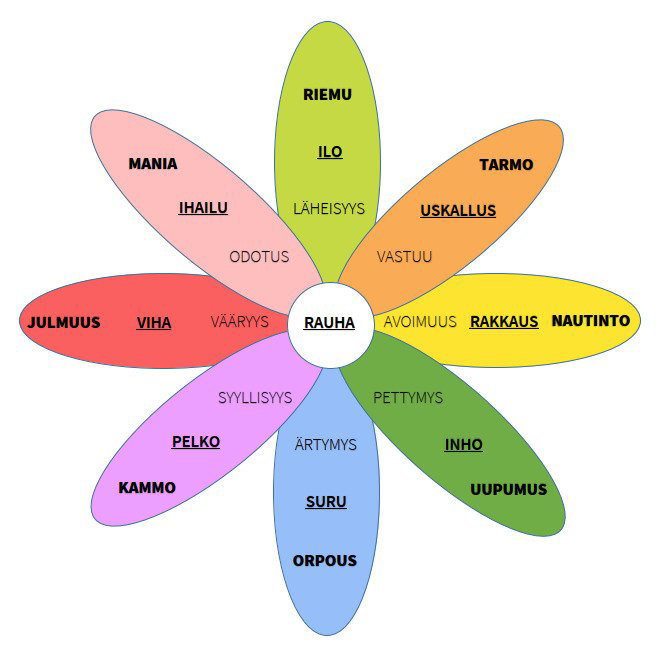 RIEMU
ILO
LÄHEISYYS
MANIA
IHAILU
ODOTUS
TARMO
USKALLUS
VASTUU
JULMUUS VIHA VÄÄRYYS RAUHA AVOIMUUS RAKKAUS NAUTINTO
SYYLLISYYS
PELKO
KAMMO
ÄRTYMYS
SURU
ORPOUS
PETTYMYS
INHO
UUPUMUS